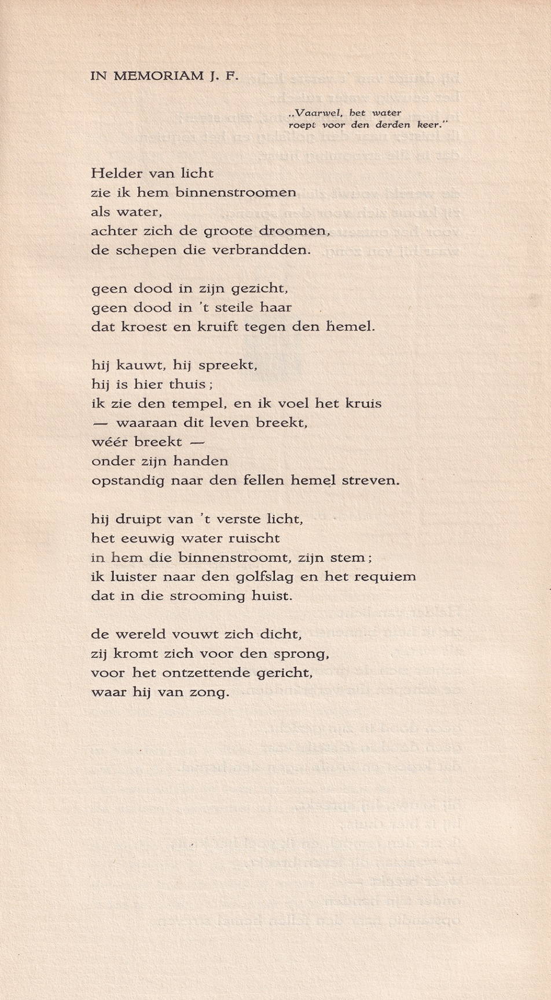 IN MEMORIAM J. F.
„Vaarwel, het water
roept voor den derden keer.”
Helder van licht
zie ik hem binnenstroomen
als water,
achter zich de groote droomen,
de schepen die verbrandden.
geen dood in zijn gezicht,
geen dood in 't steile haar
dat kroest en kruift tegen den hemel.
hij kauwt, hij spreekt,
hij is hier thuis;
ik zie den tempel, en ik voel het kruis
— waaraan dit leven breekt,
wéér breekt —
onder zijn handen
opstandig naar den fellen hemel streven.
hij druipt van 't verste licht,
het eeuwig water ruischt
in hem die binnenstroomt, zijn stem;
ik luister naar den golfslag en het requiem
dat in die strooming huist.
de wereld vouwt zich dicht,
zij kromt zich voor den sprong,
voor het ontzettende gericht,
waar hij van zong.